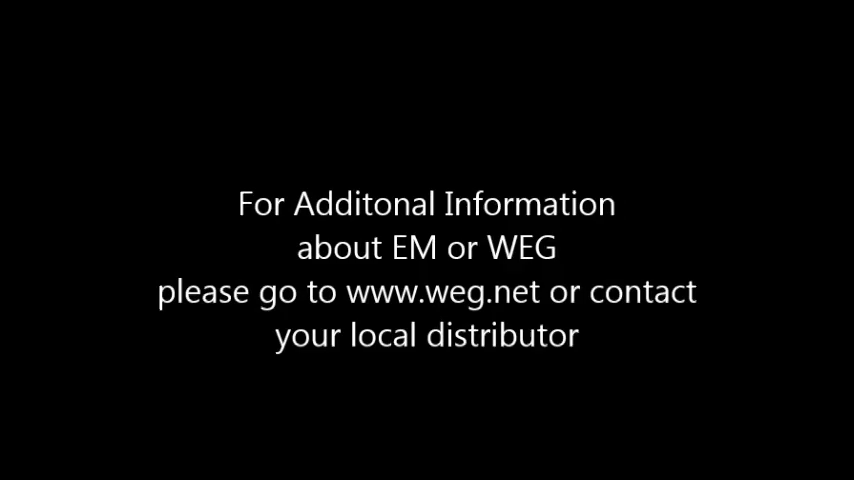 For Additonal Information
about EM or WEG
please go to www.weg.net or contact
your local distributor